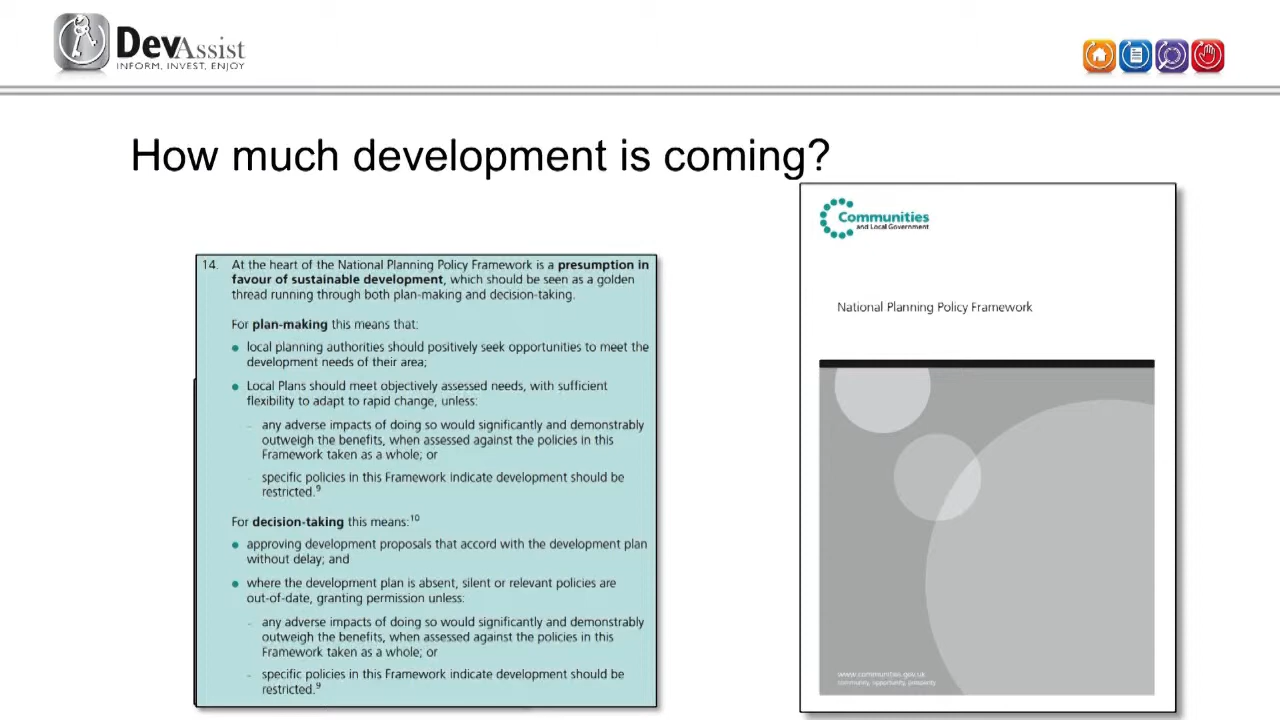 DevAssist
INFORM, INVEST, ENJOY
How much development is coming?
14. At the heart of the National Planning Policy Framework is a presumption in
favour of sustainable development, which should be seen as a golden
thread running through both plan-making and decision-taking.
For plan-making this means that:
• local planning authorities should positively seek opportunities to meet the
development needs of their area;
• Local Plans should meet objectively assessed needs, with sufficient
flexibility to adapt to rapid change, unless:
- any adverse impacts of doing so would significantly and demonstrably
outweigh the benefits, when assessed against the policies in this
Framework taken as a whole; or
- specific policies in this Framework indicate development should be
restricted.⁹
For decision-taking this means:¹⁰
• approving development proposals that accord with the development plan
without delay; and
• where the development plan is absent, silent or relevant policies are
out-of-date, granting permission unless:
- any adverse impacts of doing so would significantly and demonstrably
outweigh the benefits, when assessed against the policies in this
Framework taken as a whole; or
- specific policies in this Framework indicate development should be
restricted.⁹
Communities
and Local Government
National Planning Policy Framework
www.communities.gov.uk
community, opportunity, prosperity